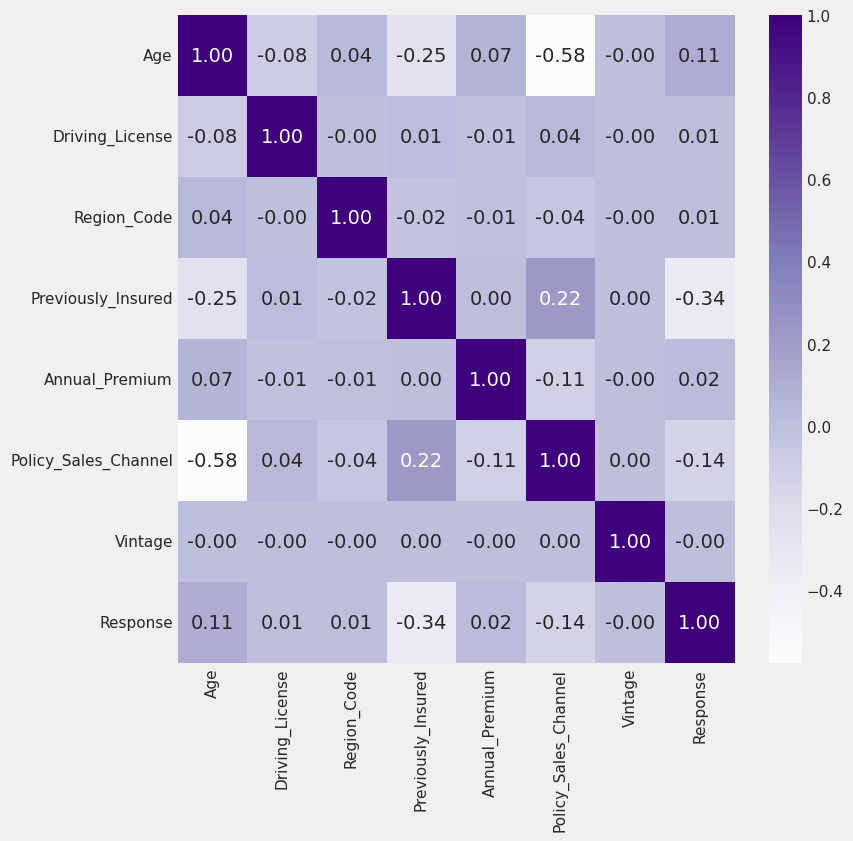 Age 1.00 -0.08 0.04 -0.25 0.07 -0.58 -0.00 0.11
Driving_License -0.08 1.00 -0.00 0.01 -0.01 0.04 -0.00 0.01
Region_Code 0.04 -0.00 1.00 -0.02 -0.01 -0.04 -0.00 0.01
Previously_Insured -0.25 0.01 -0.02 1.00 0.00 0.22 0.00 -0.34
Annual_Premium 0.07 -0.01 -0.01 0.00 1.00 -0.11 -0.00 0.02
Policy_Sales_Channel -0.58 0.04 -0.04 0.22 -0.11 1.00 0.00 -0.14
Vintage -0.00 -0.00 -0.00 0.00 -0.00 0.00 1.00 -0.00
Response 0.11 0.01 0.01 -0.34 0.02 -0.14 -0.00 1.00
Age
Driving_License
Region_Code
Previously_Insured
Annual_Premium
Policy_Sales_Channel
Vintage
Response
1.0
0.8
0.6
0.4
0.2
0.0
−0.2
−0.4